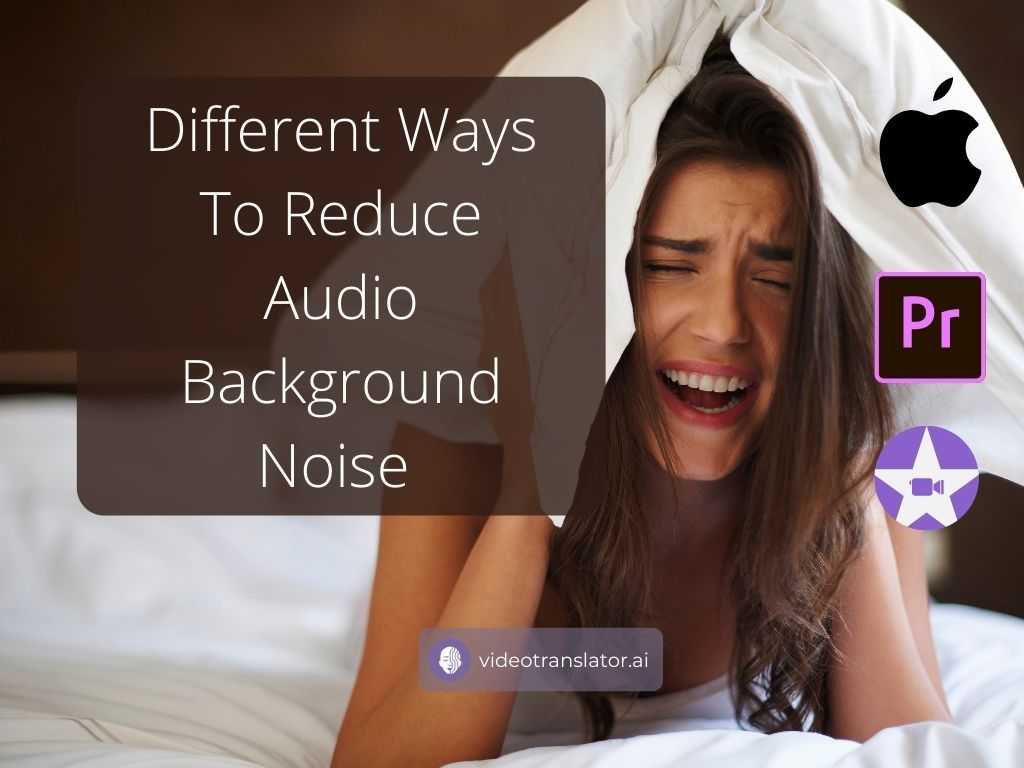 Different Ways
To Reduce
Audio
Background
Noise
Pr
videotranslator.ai